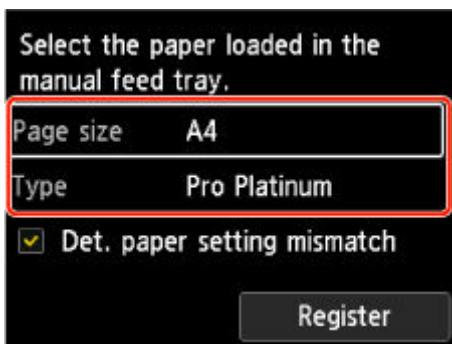 Select the paper loaded in the
manual feed tray.
Page size A4
Type Pro Platinum
Det. paper setting mismatch
Register